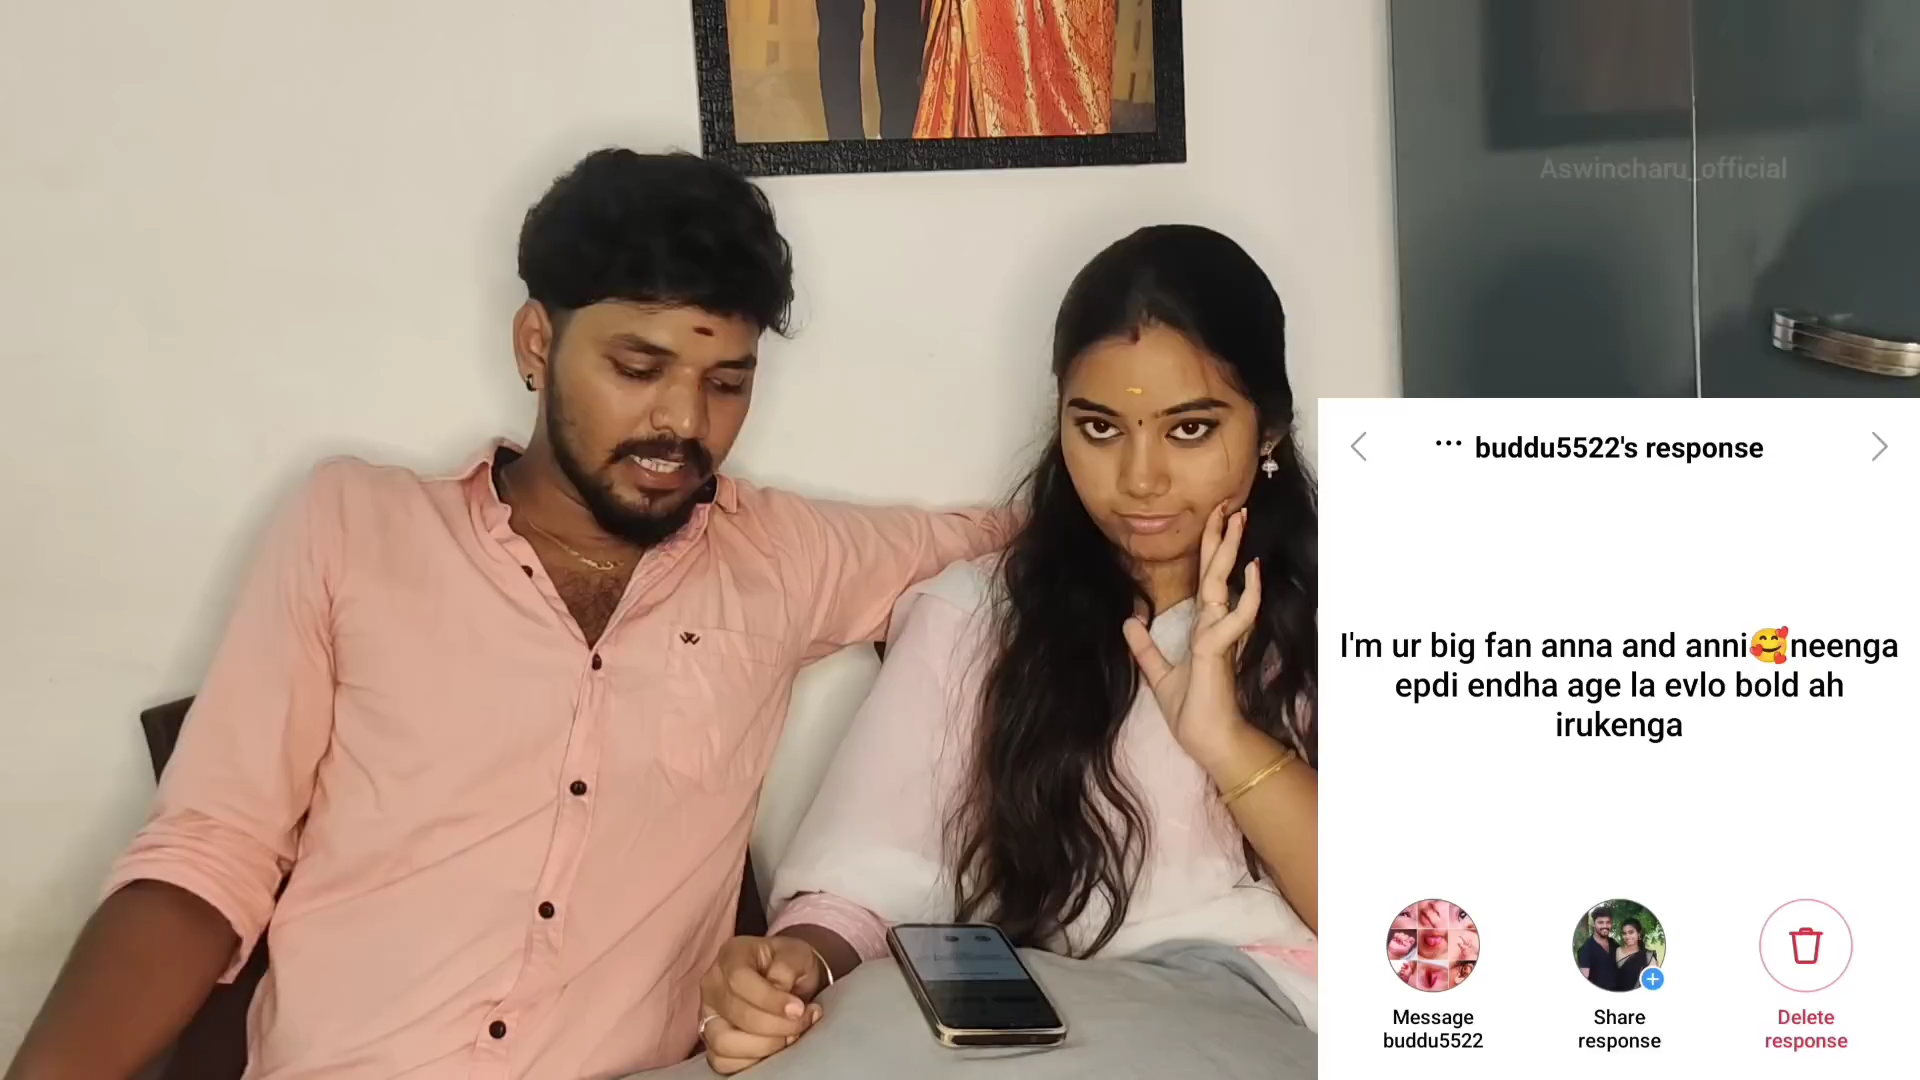 Aswincharu_official
... buddu5522's response
I'm ur big fan anna and anni🥰neenga
epdi endha age la evlo bold ah
irukenga
Message
buddu5522
Share
response
Delete
response